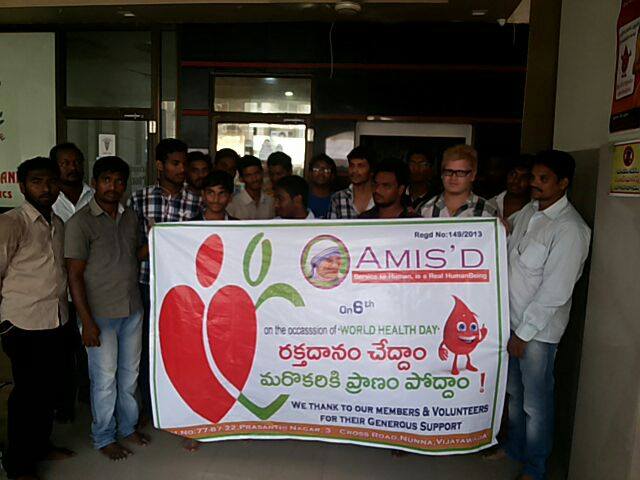 Regd No:149/2013
AMIS'D
Service to Human, is a Real HumanBeing
On 6th
on the occasssion of "WORLD HEALTH DAY"
రక్తదానం చేద్దాం
మరొకరికి ప్రాణం పోద్దాం !
WE THANK TO OUR MEMBERS & VOLUNTEERS
FOR THEIR GENEROUS SUPPORT
No:77-87-22, PRASANTHI NAGAR, 3 CROSS ROAD, NUNNA, VIJAYAWADA